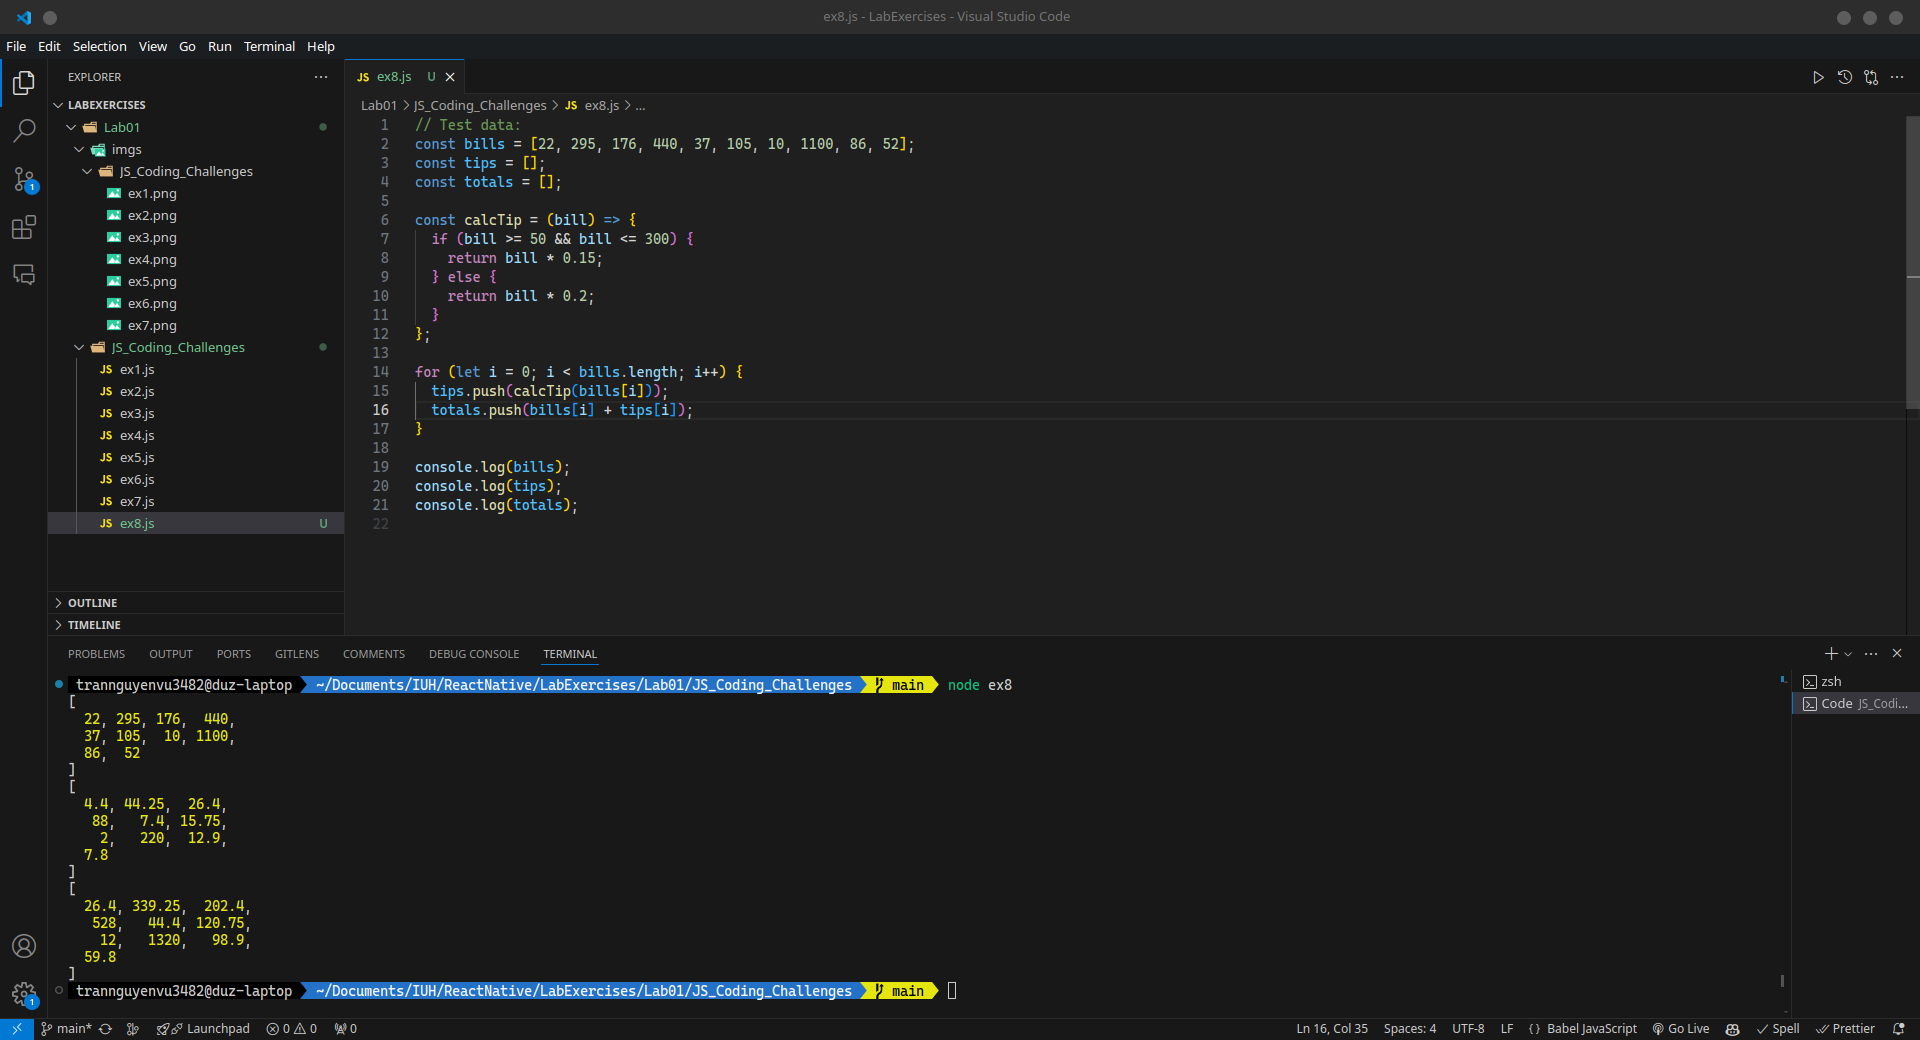 ex8.js - LabExercises - Visual Studio Code
File Edit Selection View Go Run Terminal Help
EXPLORER
LABEXERCISES
Lab01
imgs
JS_Coding_Challenges
ex1.png
ex2.png
ex3.png
ex4.png
ex5.png
ex6.png
ex7.png
JS_Coding_Challenges
JS ex1.js
JS ex2.js
JS ex3.js
JS ex4.js
JS ex5.js
JS ex6.js
JS ex7.js
JS ex8.js U
OUTLINE
TIMELINE
JS ex8.js U
Lab01 > JS_Coding_Challenges > JS ex8.js > ...
1 // Test data:
2 const bills = [22, 295, 176, 440, 37, 105, 10, 1100, 86, 52];
3 const tips = [];
4 const totals = [];
5
6 const calcTip = (bill) => {
7 if (bill >= 50 && bill <= 300) {
8 return bill * 0.15;
9 } else {
10 return bill * 0.2;
11 }
12 };
13
14 for (let i = 0; i < bills.length; i++) {
15 tips.push(calcTip(bills[i]));
16 totals.push(bills[i] + tips[i]);
17 }
18
19 console.log(bills);
20 console.log(tips);
21 console.log(totals);
22
PROBLEMS OUTPUT PORTS GITLENS COMMENTS DEBUG CONSOLE TERMINAL
trannguyenvu3482@duz-laptop ~/Documents/IUH/ReactNative/LabExercises/Lab01/JS_Coding_Challenges main node ex8
[
22, 295, 176, 440,
37, 105, 10, 1100,
86, 52
]
[
4.4, 44.25, 26.4,
88, 7.4, 15.75,
2, 220, 12.9,
7.8
]
[
26.4, 339.25, 202.4,
528, 44.4, 120.75,
12, 1320, 98.9,
59.8
]
trannguyenvu3482@duz-laptop ~/Documents/IUH/ReactNative/LabExercises/Lab01/JS_Coding_Challenges main
zsh
Code JS_Codi...
1
1
main* Launchpad 0 0 0 Ln 16, Col 35 Spaces: 4 UTF-8 LF {} Babel JavaScript Go Live Spell Prettier